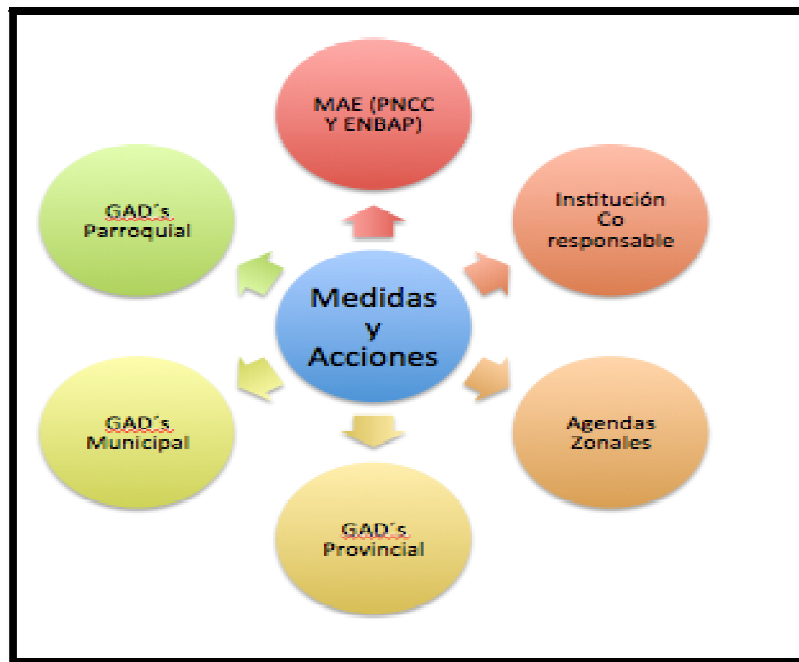 MAE (PNCC
Y ENBAP)
Institución
Co
responsable
Agendas
Zonales
GAD´s
Provincial
GAD´s
Municipal
GAD´s
Parroquial
Medidas
y
Acciones